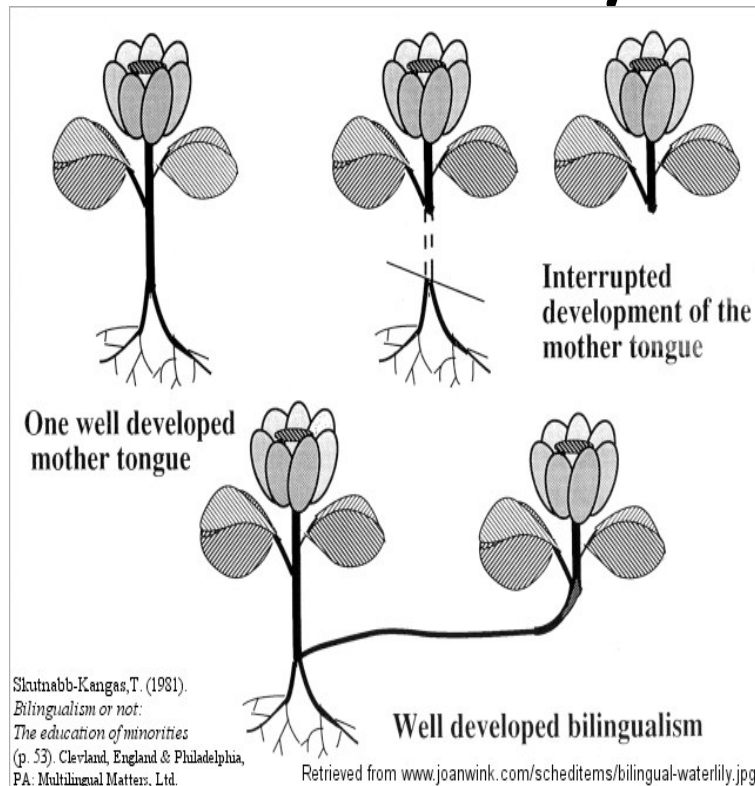 Interrupted
development of the
mother tongue
One well developed
mother tongue
Skutnabb-Kangas,T. (1981).
Bilingualism or not:
The education of minorities
(p. 53). Clevland, England & Philadelphia,
PA: Multilingual Matters, Ltd.
Well developed bilingualism
Retrieved from www.joanwink.com/scheditems/bilingual-waterlily.jpg